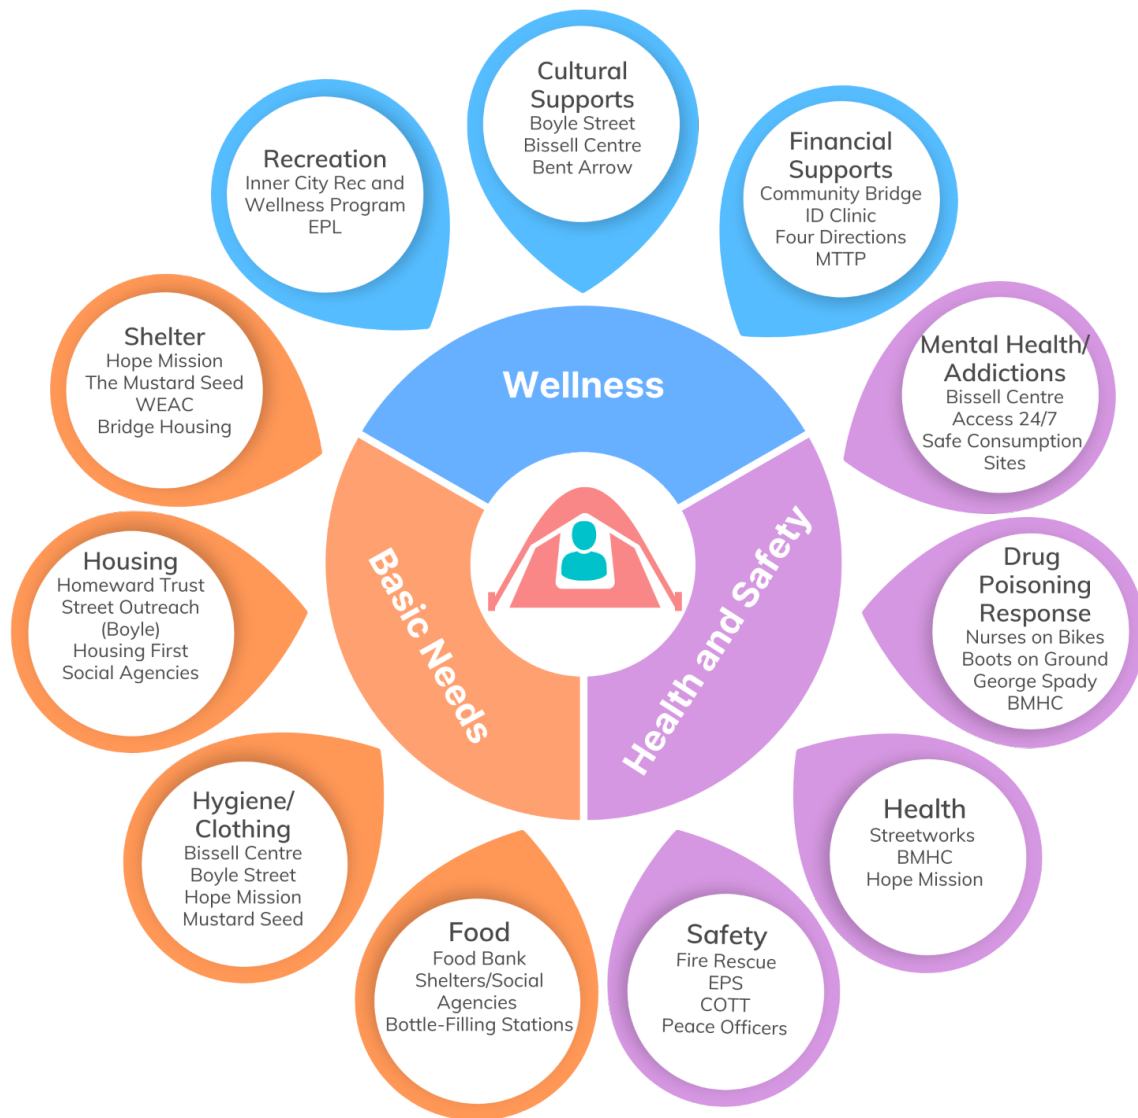 Cultural
Supports
Boyle Street
Bissell Centre
Bent Arrow
Financial
Supports
Community Bridge
ID Clinic
Four Directions
MTTP
Mental Health/
Addictions
Bissell Centre
Access 24/7
Safe Consumption
Sites
Drug
Poisoning
Response
Nurses on Bikes
Boots on Ground
George Spady
BMHC
Health
Streetworks
BMHC
Hope Mission
Safety
Fire Rescue
EPS
COTT
Peace Officers
Food
Food Bank
Shelters/Social
Agencies
Bottle-Filling Stations
Hygiene/
Clothing
Bissell Centre
Boyle Street
Hope Mission
Mustard Seed
Housing
Homeward Trust
Street Outreach
(Boyle)
Housing First
Social Agencies
Shelter
Hope Mission
The Mustard Seed
WEAC
Bridge Housing
Recreation
Inner City Rec and
Wellness Program
EPL
Wellness
Health and Safety
Basic Needs